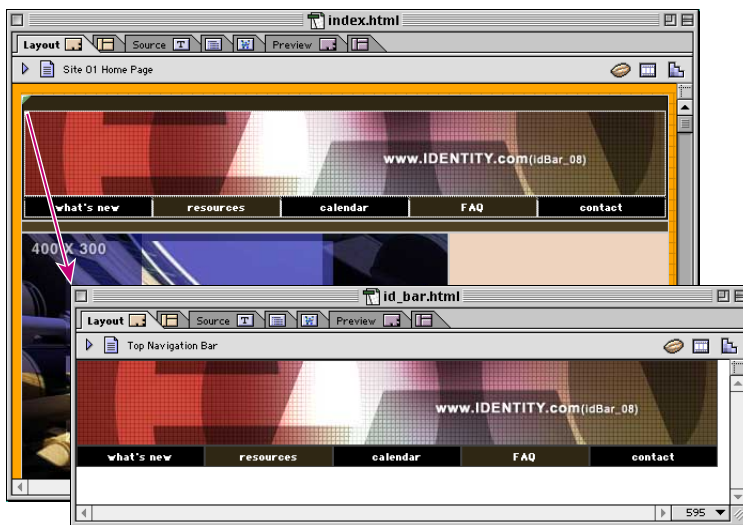 index.html
Layout Source T W Preview
Site 01 Home Page
www.IDENTITY.com(idBar_08)
what's new resources calendar FAQ contact
400 X 300
id_bar.html
Layout Source T W Preview
Top Navigation Bar
www.IDENTITY.com(idBar_08)
what's new resources calendar FAQ contact
595